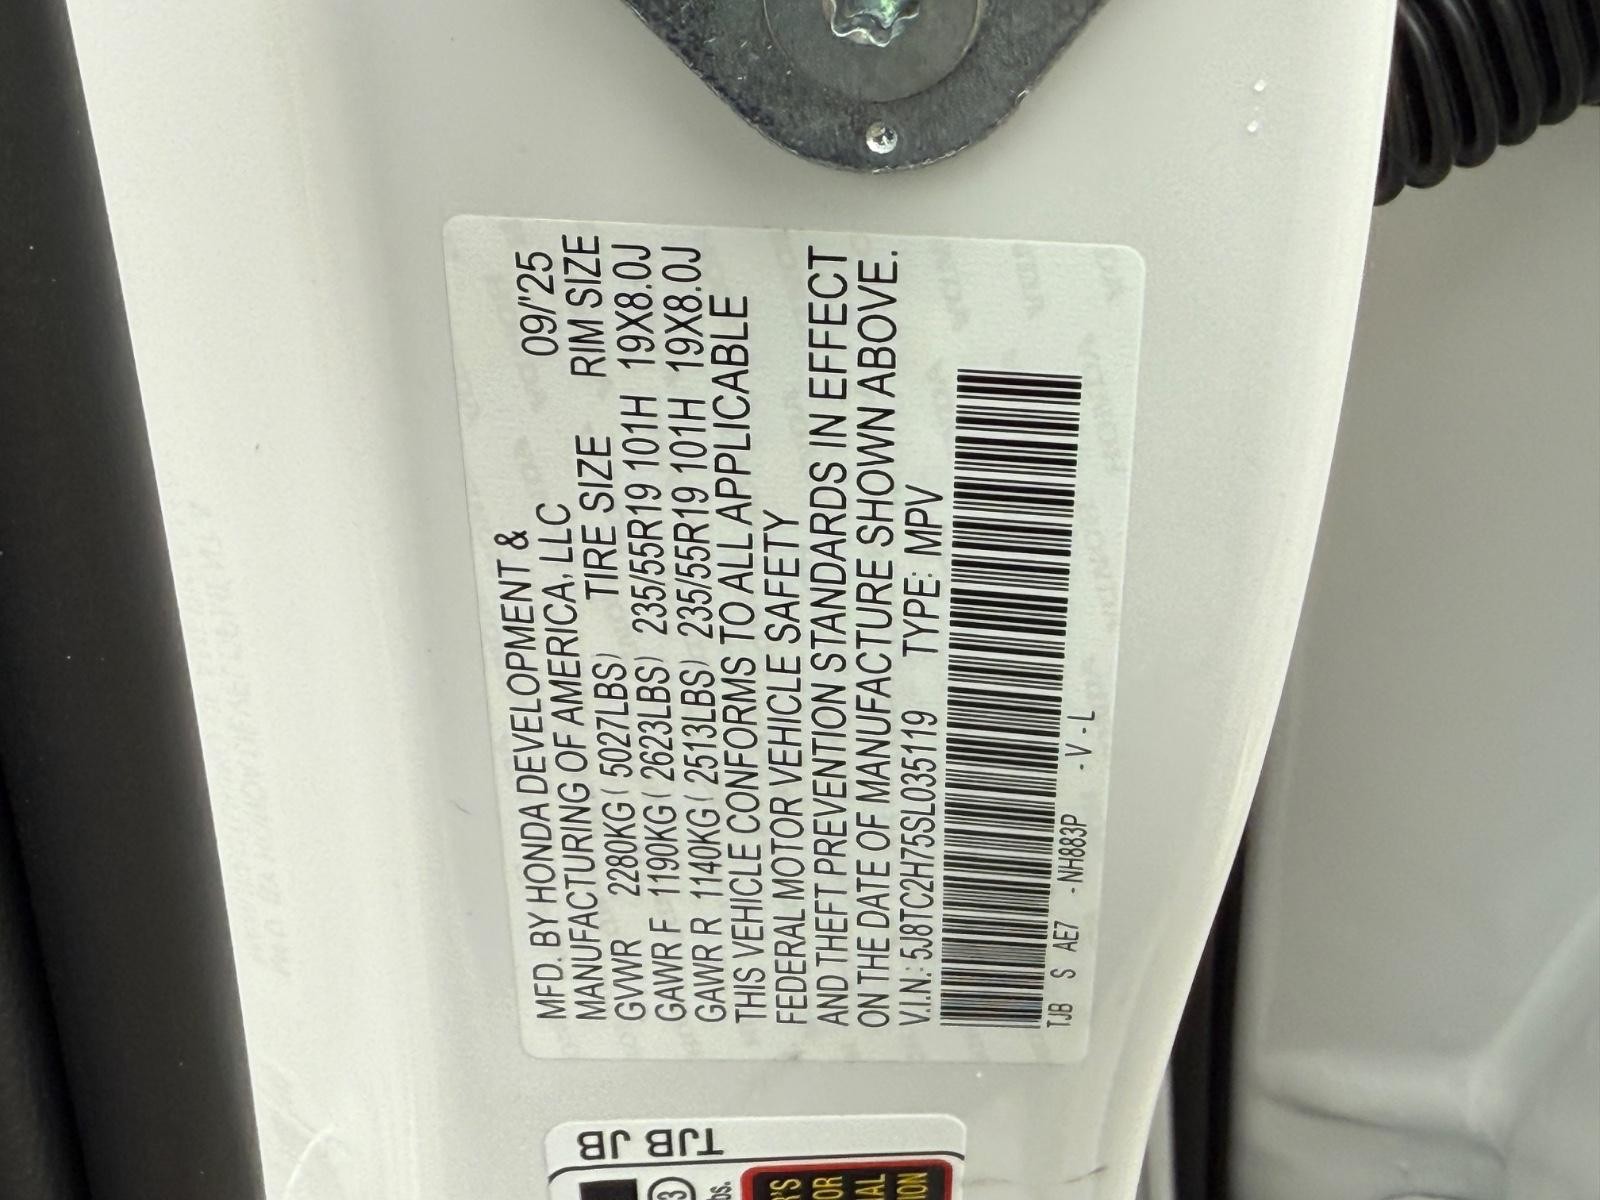 MFD. BY HONDA DEVELOPMENT & 09/'25
MANUFACTURING OF AMERICA, LLC
TIRE SIZE RIM SIZE
GVWR 2280KG ( 5027LBS)
GAWR F 1190KG ( 2623LBS) 235/55R19 101H 19X8.0J
GAWR R 1140KG ( 2513LBS) 235/55R19 101H 19X8.0J
THIS VEHICLE CONFORMS TO ALL APPLICABLE
FEDERAL MOTOR VEHICLE SAFETY
AND THEFT PREVENTION STANDARDS IN EFFECT
ON THE DATE OF MANUFACTURE SHOWN ABOVE.
V.I.N.: 5J8TC2H75SL035119 TYPE: MPV
TJB S AE7 -NH883P -V-L
TJB JB